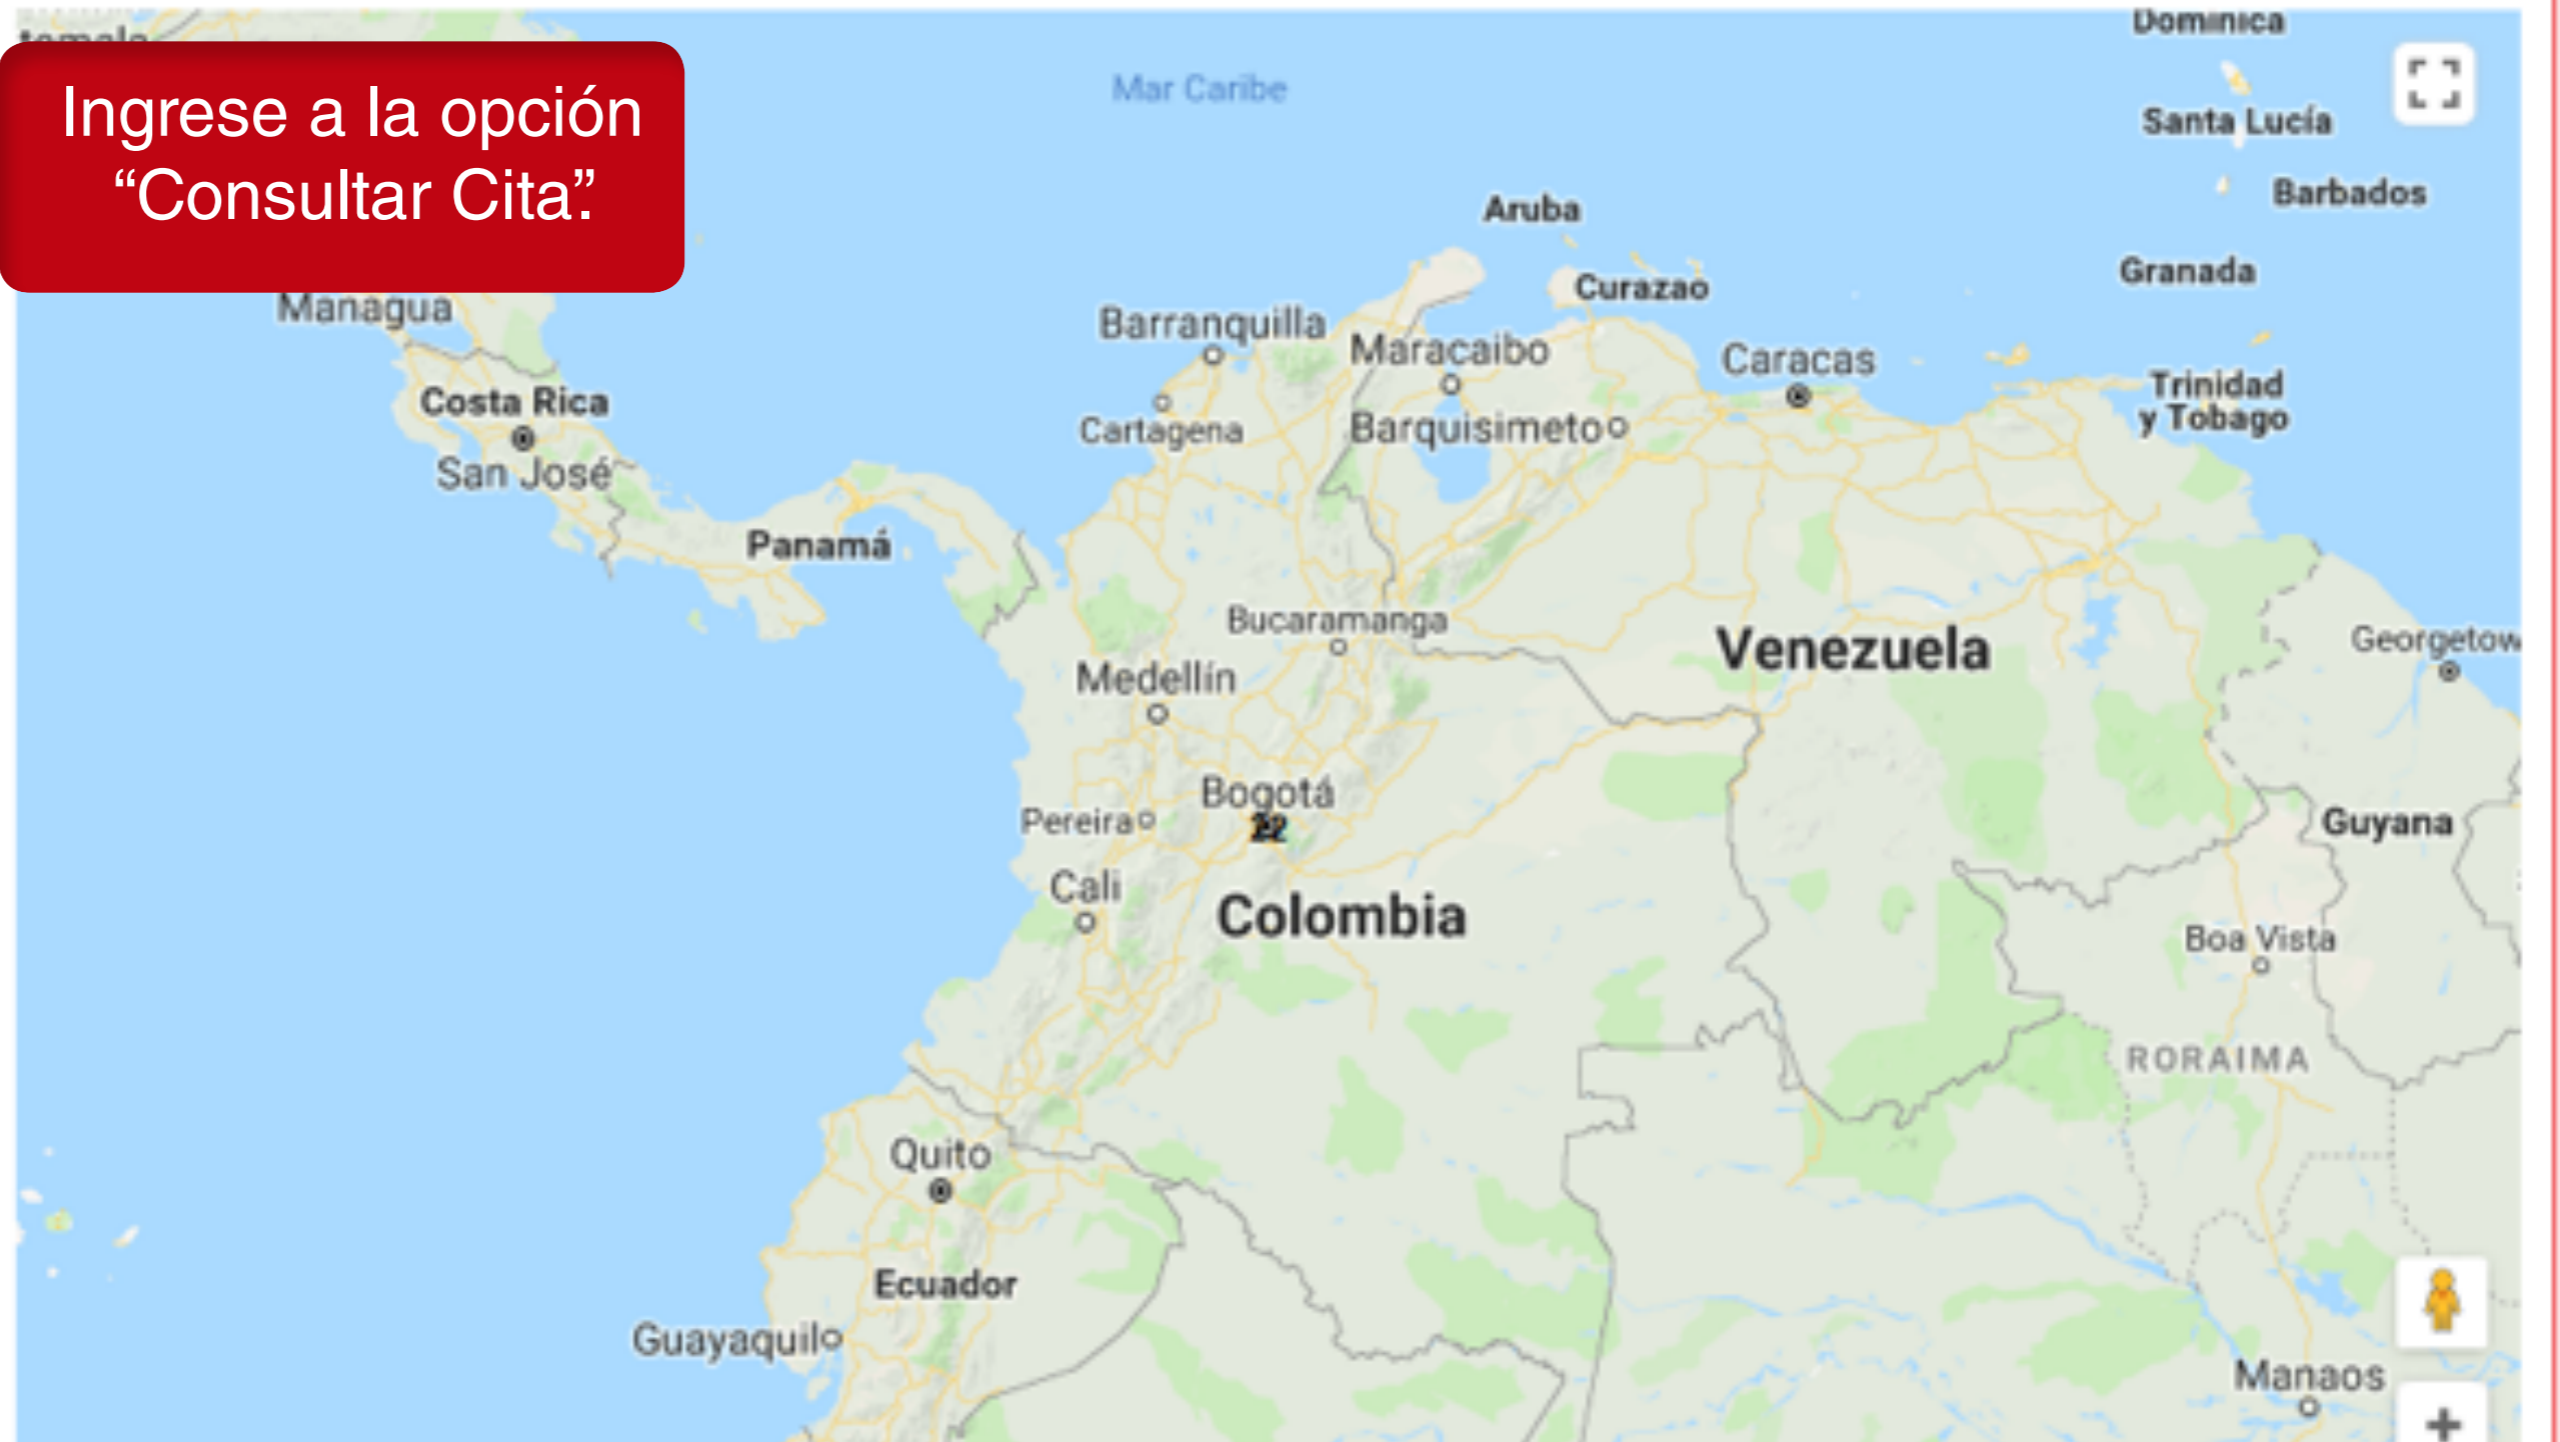 Dominica
Ingrese a la opción
“Consultar Cita”.
Mar Caribe
Santa Lucía
Barbados
Aruba
Granada
Curazao
Managua
Barranquilla
Maracaibo
Caracas
Trinidad
y Tobago
Costa Rica
Cartagena
Barquisimeto
San José
Panamá
Bucaramanga
Venezuela
Georgetow
Medellín
Bogotá
Pereira
Guyana
Cali
Colombia
Boa Vista
RORAIMA
Quito
Ecuador
Guayaquil
Manaos
+